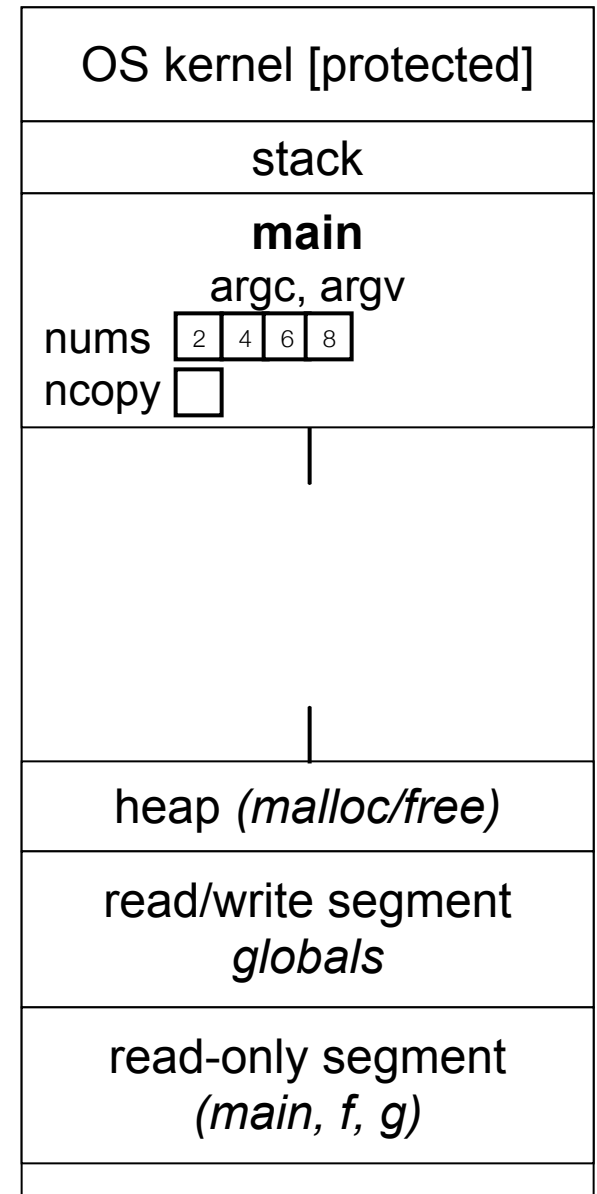 OS kernel [protected]
stack
main
argc, argv
nums 2 4 6 8
ncopy
heap (malloc/free)
read/write segment
globals
read-only segment
(main, f, g)